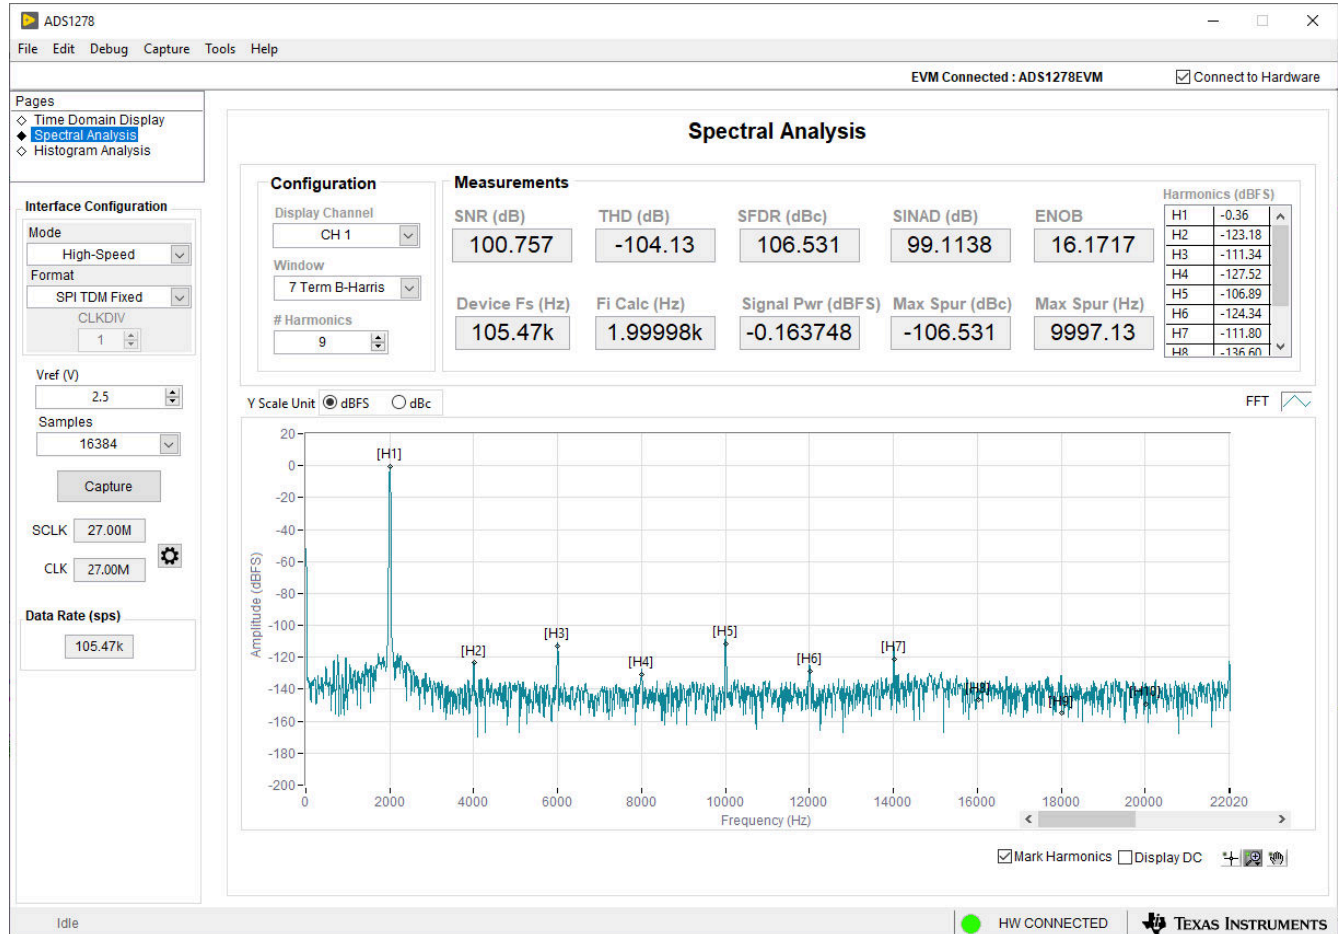 ADS1278
File Edit Debug Capture Tools Help
EVM Connected : ADS1278EVM Connect to Hardware
Pages
Time Domain Display
Spectral Analysis
Histogram Analysis
Interface Configuration
Mode
High-Speed
Format
SPI TDM Fixed
CLKDIV
1
Vref (V)
2.5
Samples
16384
Capture
SCLK 27.00M
CLK 27.00M
Data Rate (sps)
105.47k
Spectral Analysis
Configuration
Display Channel
CH 1
Window
7 Term B-Harris
# Harmonics
9
Measurements
SNR (dB) THD (dB) SFDR (dBc) SINAD (dB) ENOB
100.757 -104.13 106.531 99.1138 16.1717
Device Fs (Hz) Fi Calc (Hz) Signal Pwr (dBFS) Max Spur (dBc) Max Spur (Hz)
105.47k 1.99998k -0.163748 -106.531 9997.13
Harmonics (dBFS)
H1 -0.36
H2 -123.18
H3 -111.34
H4 -127.52
H5 -106.89
H6 -124.34
H7 -111.80
H8 -136.60
Y Scale Unit dBFS dBc
FFT
20
0
-20
-40
-60
-80
-100
-120
-140
-160
-180
-200
Amplitude (dBFS)
[H1]
[H2]
[H3]
[H4]
[H5]
[H6]
[H7]
[H8]
[H9]
[H10]
0 2000 4000 6000 8000 10000 12000 14000 16000 18000 20000 22020
Frequency (Hz)
Mark Harmonics Display DC
Idle
HW CONNECTED
TEXAS INSTRUMENTS